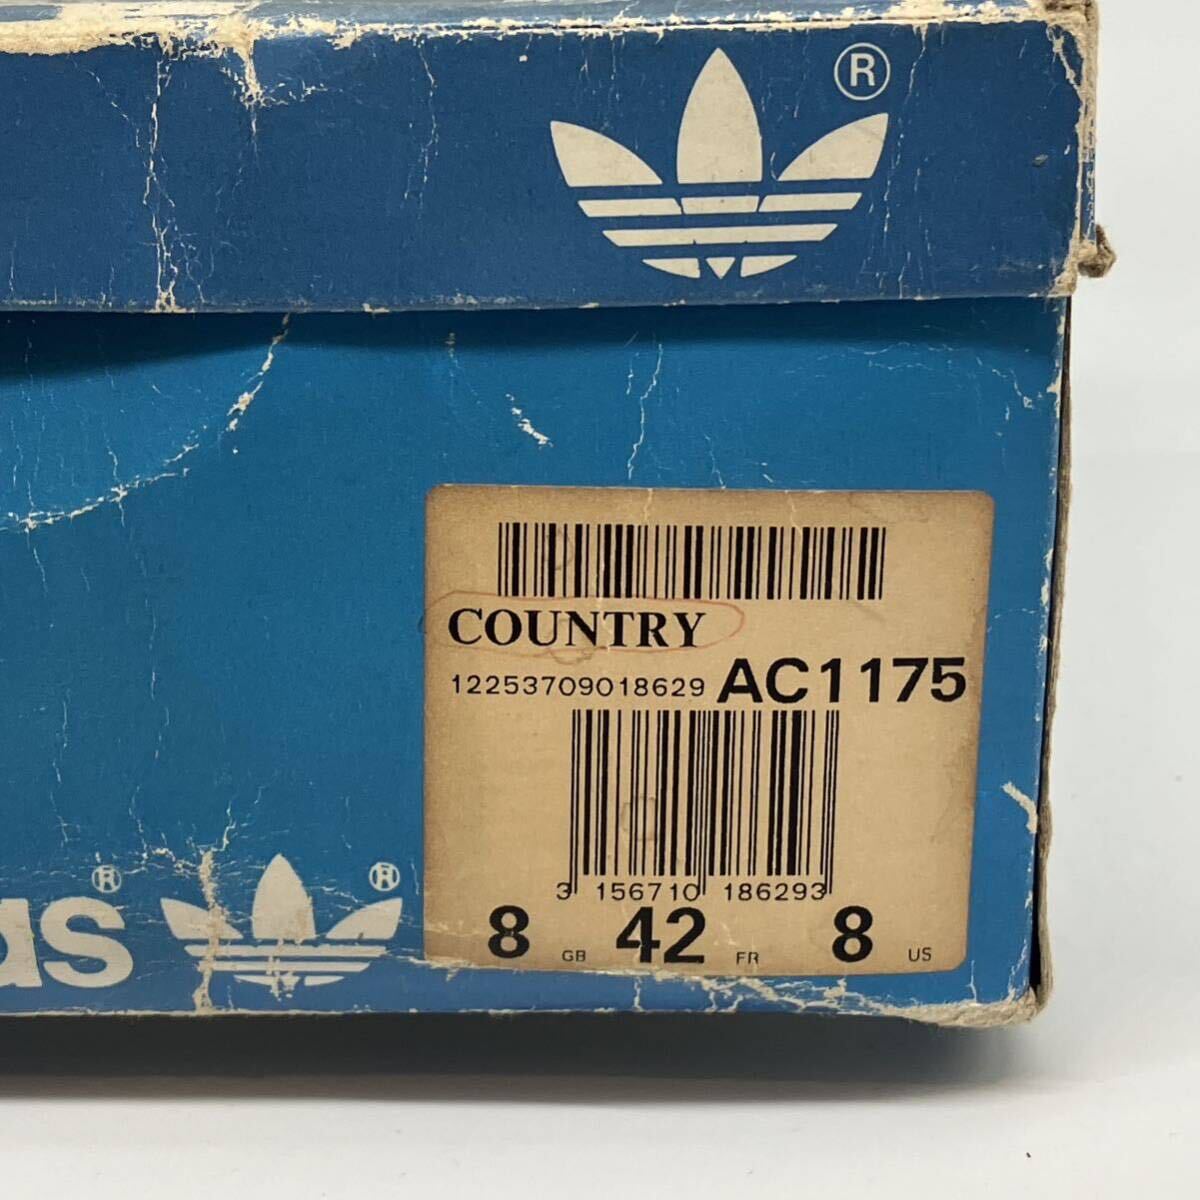 ®
COUNTRY
12253709018629 AC1175
3 156710 186293
8 GB 42 FR 8 US
as® ®